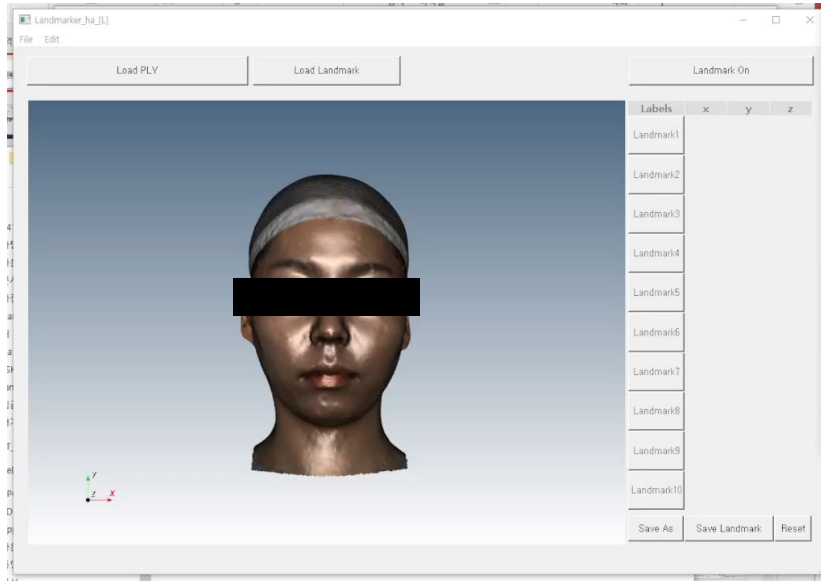 Landmarker_ha_[L]
File Edit
Load PLY Load Landmark Landmark On
Labels x y z
Landmark1
Landmark2
Landmark3
Landmark4
Landmark5
Landmark6
Landmark7
Landmark8
Landmark9
Landmark10
Y
Z X
Save As Save Landmark Reset